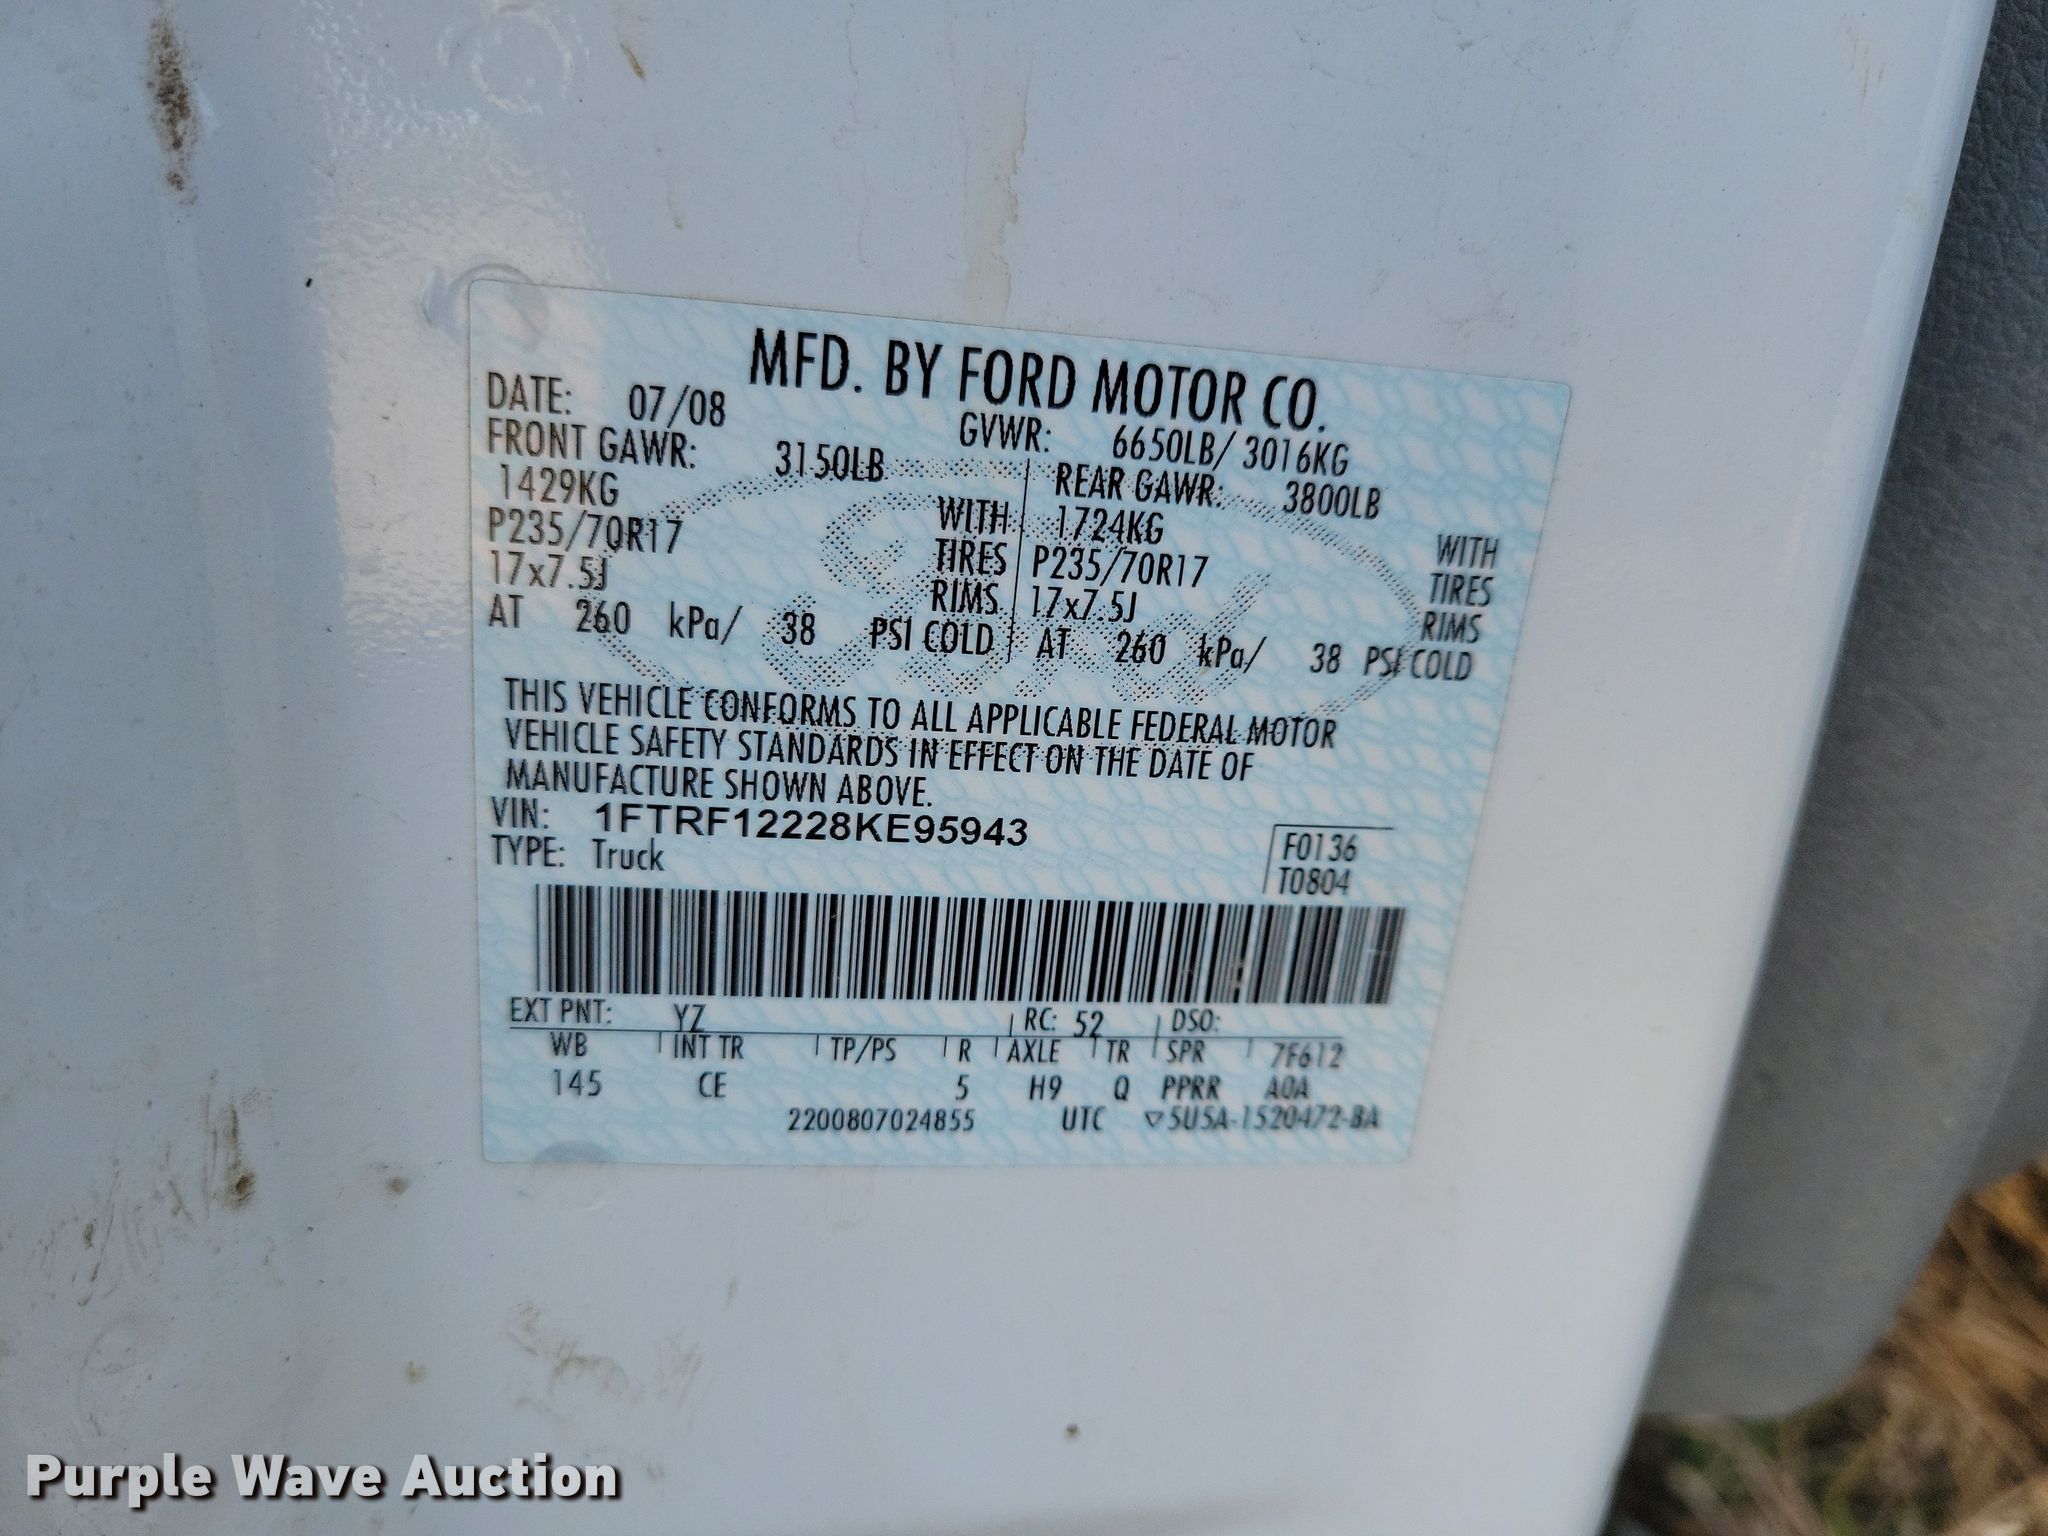 MFD. BY FORD MOTOR CO.
DATE: 07/08
GVWR: 6650LB/ 3016KG
FRONT GAWR: 3150LB
1429KG WITH
P235/70R17 TIRES
17x7.5J RIMS
AT 260 kPa/ 38 PSI COLD
REAR GAWR: 3800LB
1724KG WITH
P235/70R17 TIRES
17x7.5J RIMS
AT 260 kPa/ 38 PSI COLD
THIS VEHICLE CONFORMS TO ALL APPLICABLE FEDERAL MOTOR
VEHICLE SAFETY STANDARDS IN EFFECT ON THE DATE OF
MANUFACTURE SHOWN ABOVE.
VIN: 1FTRF12228KE95943
TYPE: Truck
F0136
T0804
EXT PNT: YZ RC: 52 DSO:
WB INT TR TP/PS R AXLE TR SPR 7F612
145 CE 5 H9 Q PPRR A0A
2200807024855 UTC ▽5U5A-1520472-BA
Purple Wave Auction